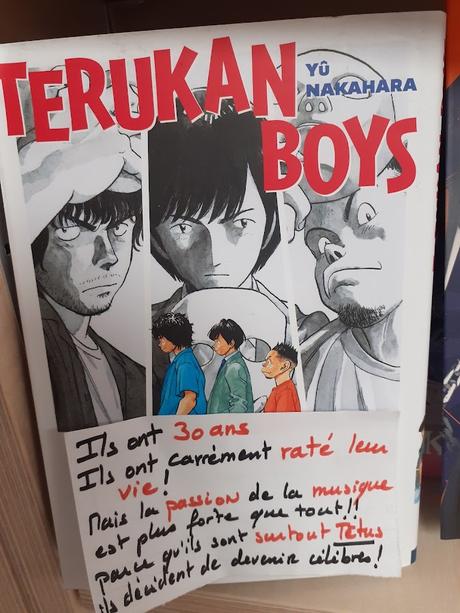 TERUKAN
BOYS
YÛ
NAKAHARA
Ils ont 30 ans
Ils ont carrément raté leur
vie !
Mais la passion de la musique
est plus forte que tout !!
parce qu'ils sont surtout Têtus
ils décident de devenir célèbres !